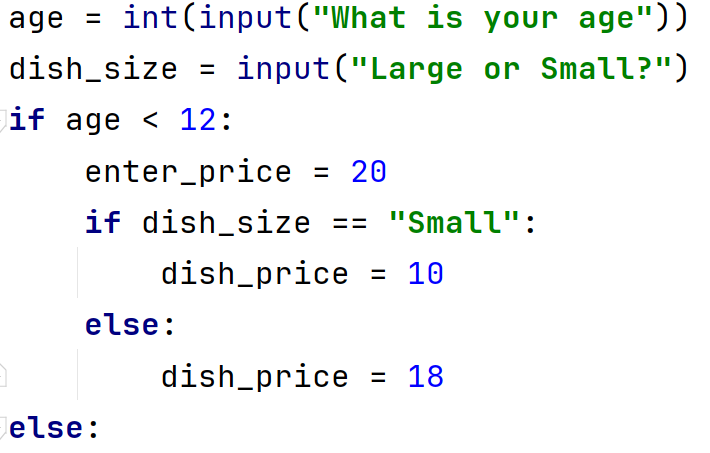 age = int(input("What is your age"))
dish_size = input("Large or Small?")
if age < 12:
    enter_price = 20
    if dish_size == "Small":
        dish_price = 10
    else:
        dish_price = 18
else: